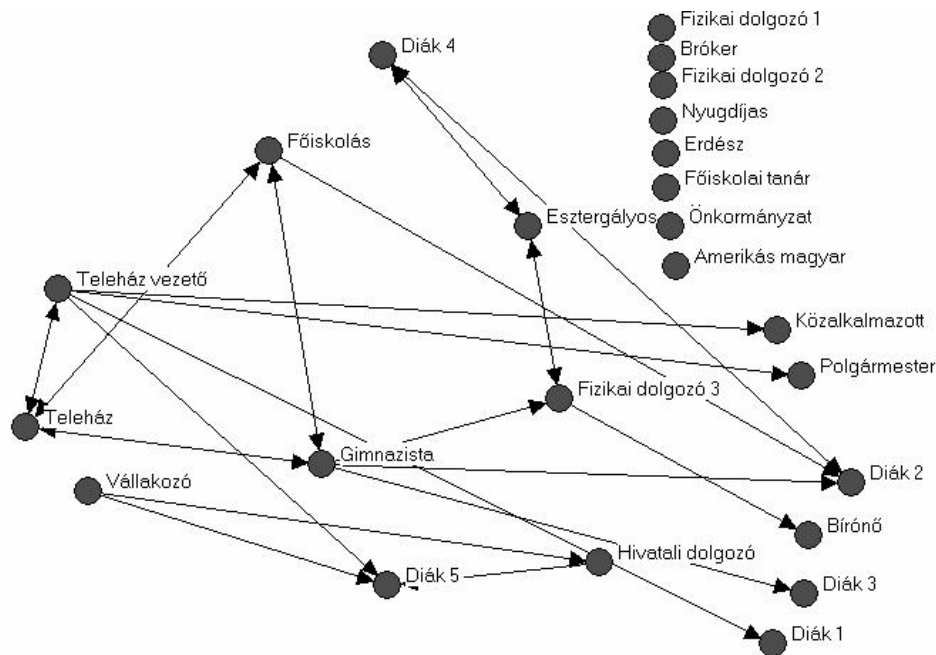 Fizikai dolgozó 1
Diák 4
Bróker
Fizikai dolgozó 2
Nyugdíjas
Főiskolás
Erdész
Főiskolai tanár
Esztergályos
Önkormányzat
Amerikás magyar
Teleház vezető
Közalkalmazott
Polgármester
Fizikai dolgozó 3
Teleház
Gimnazista
Diák 2
Vállakozó
Bírónő
Hivatali dolgozó
Diák 5
Diák 3
Diák 1